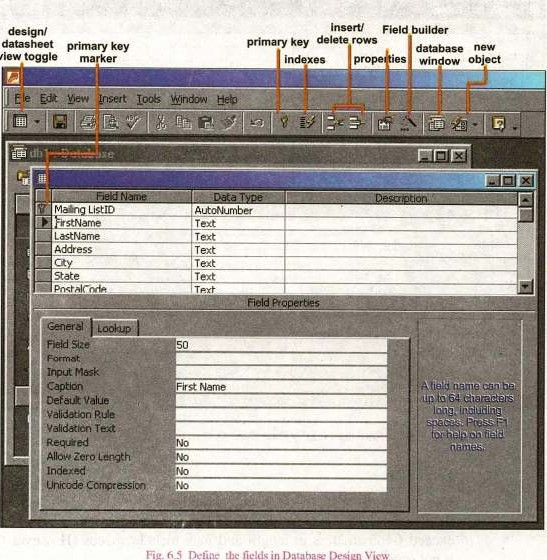 design/
datasheet
view toggle
primary key
marker
primary key
indexes
insert/
delete rows
properties
Field builder
database
window
new
object
File Edit View Insert Tools Window Help
db1 : Database
Field Name Data Type Description
Mailing ListID AutoNumber
FirstName Text
LastName Text
Address Text
City Text
State Text
PostalCode Text
Field Properties
General Lookup
Field Size 50
Format
Input Mask
Caption First Name
Default Value
Validation Rule
Validation Text
Required No
Allow Zero Length No
Indexed No
Unicode Compression No
A field name can be
up to 64 characters
long, including
spaces. Press F1
for help on field
names.
Fig. 6.5 Define the fields in Database Design View